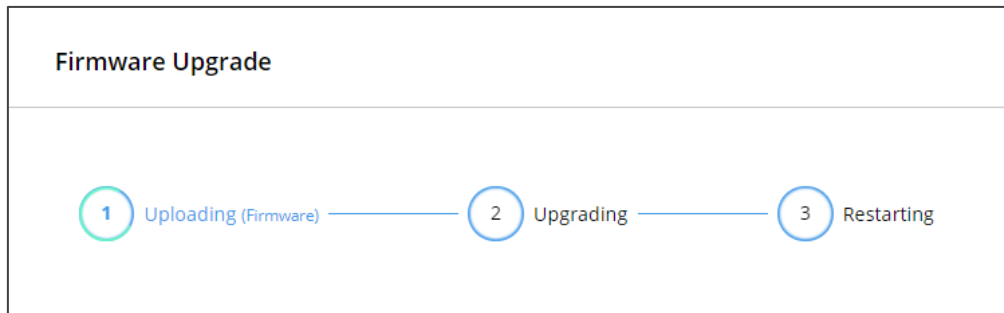 Firmware Upgrade
1 Uploading (Firmware) 2 Upgrading 3 Restarting